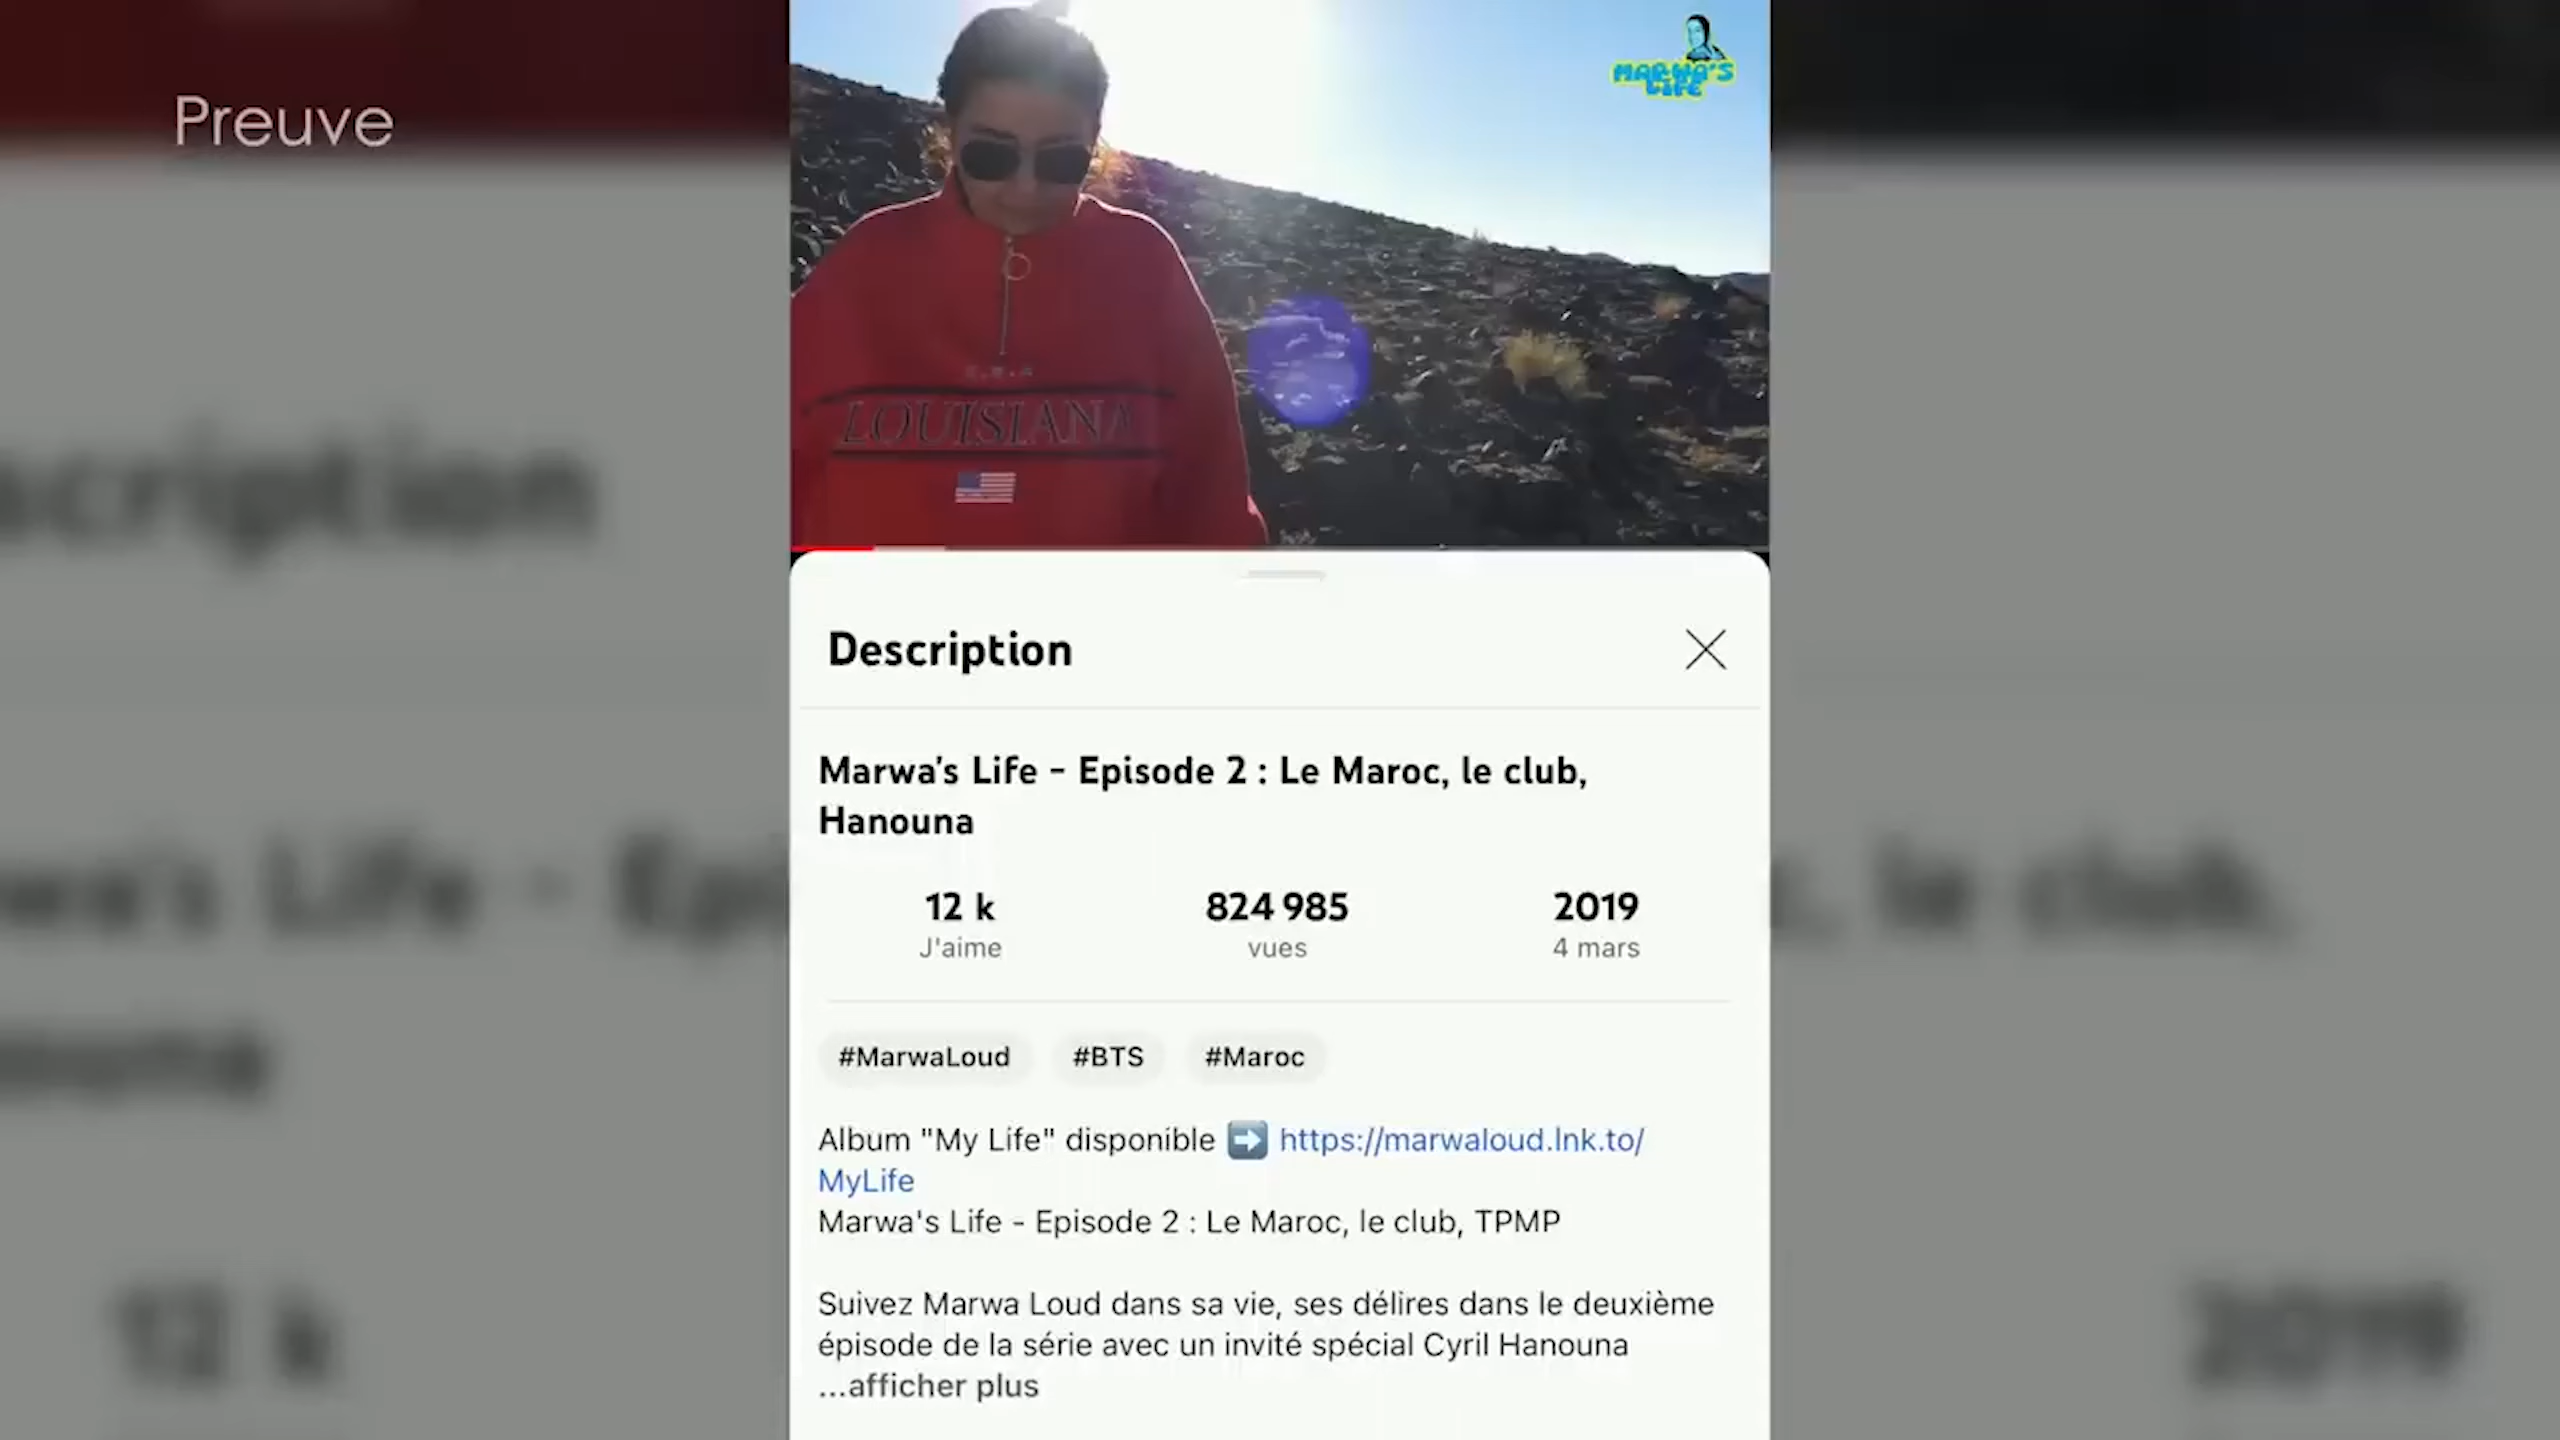 Preuve
MARWA'S
LIFE
LOUISIANA
Description
Marwa's Life - Episode 2 : Le Maroc, le club,
Hanouna
12 k
824 985
2019
J'aime
vues
4 mars
#MarwaLoud
#BTS
#Maroc
Album "My Life" disponible ➡️ https://marwaloud.lnk.to/
MyLife
Marwa's Life - Episode 2 : Le Maroc, le club, TPMP
Suivez Marwa Loud dans sa vie, ses délires dans le deuxième
épisode de la série avec un invité spécial Cyril Hanouna
...afficher plus